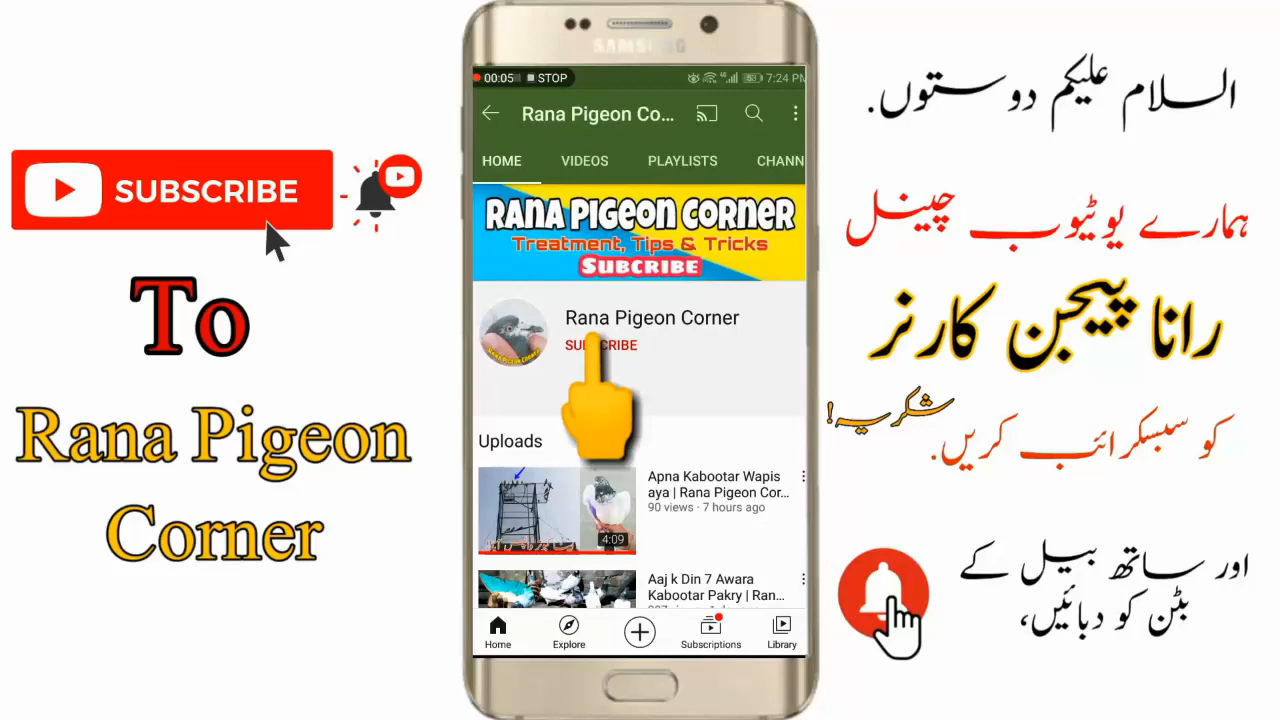 SUBSCRIBE
To
Rana Pigeon
Corner
SAMSUNG
00:05 STOP
7:24 PM
Rana Pigeon Co...
HOME VIDEOS PLAYLISTS CHANN
RANA PIGEON CORNER
Treatment, Tips & Tricks
SUBCRIBE
Rana Pigeon Corner
SUBSCRIBE
Uploads
Apna Kabootar Wapis
aya | Rana Pigeon Cor...
90 views · 7 hours ago
4:09
Aaj k Din 7 Awara
Kabootar Pakry | Ran...
Home Explore Subscriptions Library
السلام علیکم دوستوں.
ہمارے یوٹیوب چینل
رانا پیجن کارنر
کو سبسکرائب کریں.
شکریہ!
اور ساتھ بیل کے
بٹن کو دبائیں،